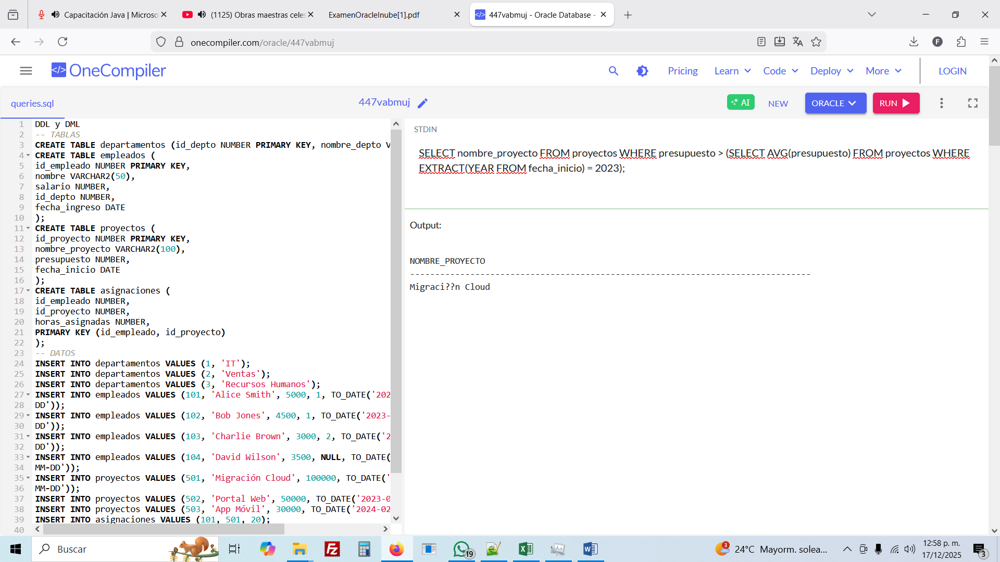 Capacitación Java | Microso
(1125) Obras maestras celes
ExamenOracleInube[1].pdf
447vabmuj - Oracle Database -
onecompiler.com/oracle/447vabmuj
F
</> OneCompiler
Pricing
Learn
Code
Deploy
More
LOGIN
queries.sql
447vabmuj
AI
NEW
ORACLE
RUN
1 DDL y DML
2 -- TABLAS
3 CREATE TABLE departamentos (id_depto NUMBER PRIMARY KEY, nombre_depto V
4 CREATE TABLE empleados (
5 id_empleado NUMBER PRIMARY KEY,
6 nombre VARCHAR2(50),
7 salario NUMBER,
8 id_depto NUMBER,
9 fecha_ingreso DATE
10 );
11 CREATE TABLE proyectos (
12 id_proyecto NUMBER PRIMARY KEY,
13 nombre_proyecto VARCHAR2(100),
14 presupuesto NUMBER,
15 fecha_inicio DATE
16 );
17 CREATE TABLE asignaciones (
18 id_empleado NUMBER,
19 id_proyecto NUMBER,
20 horas_asignadas NUMBER,
21 PRIMARY KEY (id_empleado, id_proyecto)
22 );
23 -- DATOS
24 INSERT INTO departamentos VALUES (1, 'IT');
25 INSERT INTO departamentos VALUES (2, 'Ventas');
26 INSERT INTO departamentos VALUES (3, 'Recursos Humanos');
27 INSERT INTO empleados VALUES (101, 'Alice Smith', 5000, 1, TO_DATE('202
28 DD'));
29 INSERT INTO empleados VALUES (102, 'Bob Jones', 4500, 1, TO_DATE('2023-
30 DD'));
31 INSERT INTO empleados VALUES (103, 'Charlie Brown', 3000, 2, TO_DATE('2
32 DD'));
33 INSERT INTO empleados VALUES (104, 'David Wilson', 3500, NULL, TO_DATE(
34 MM-DD'));
35 INSERT INTO proyectos VALUES (501, 'Migración Cloud', 100000, TO_DATE('
36 MM-DD'));
37 INSERT INTO proyectos VALUES (502, 'Portal Web', 50000, TO_DATE('2023-0
38 INSERT INTO proyectos VALUES (503, 'App Móvil', 30000, TO_DATE('2024-02
39 INSERT INTO asignaciones VALUES (101, 501, 20);
40
STDIN
SELECT nombre_proyecto FROM proyectos WHERE presupuesto > (SELECT AVG(presupuesto) FROM proyectos WHERE
EXTRACT(YEAR FROM fecha_inicio) = 2023);
Output:
NOMBRE_PROYECTO
--------------------------------------------------------------------------------
Migraci??n Cloud
Buscar
19
3
24°C Mayorm. solea...
12:58 p. m.
17/12/2025
3